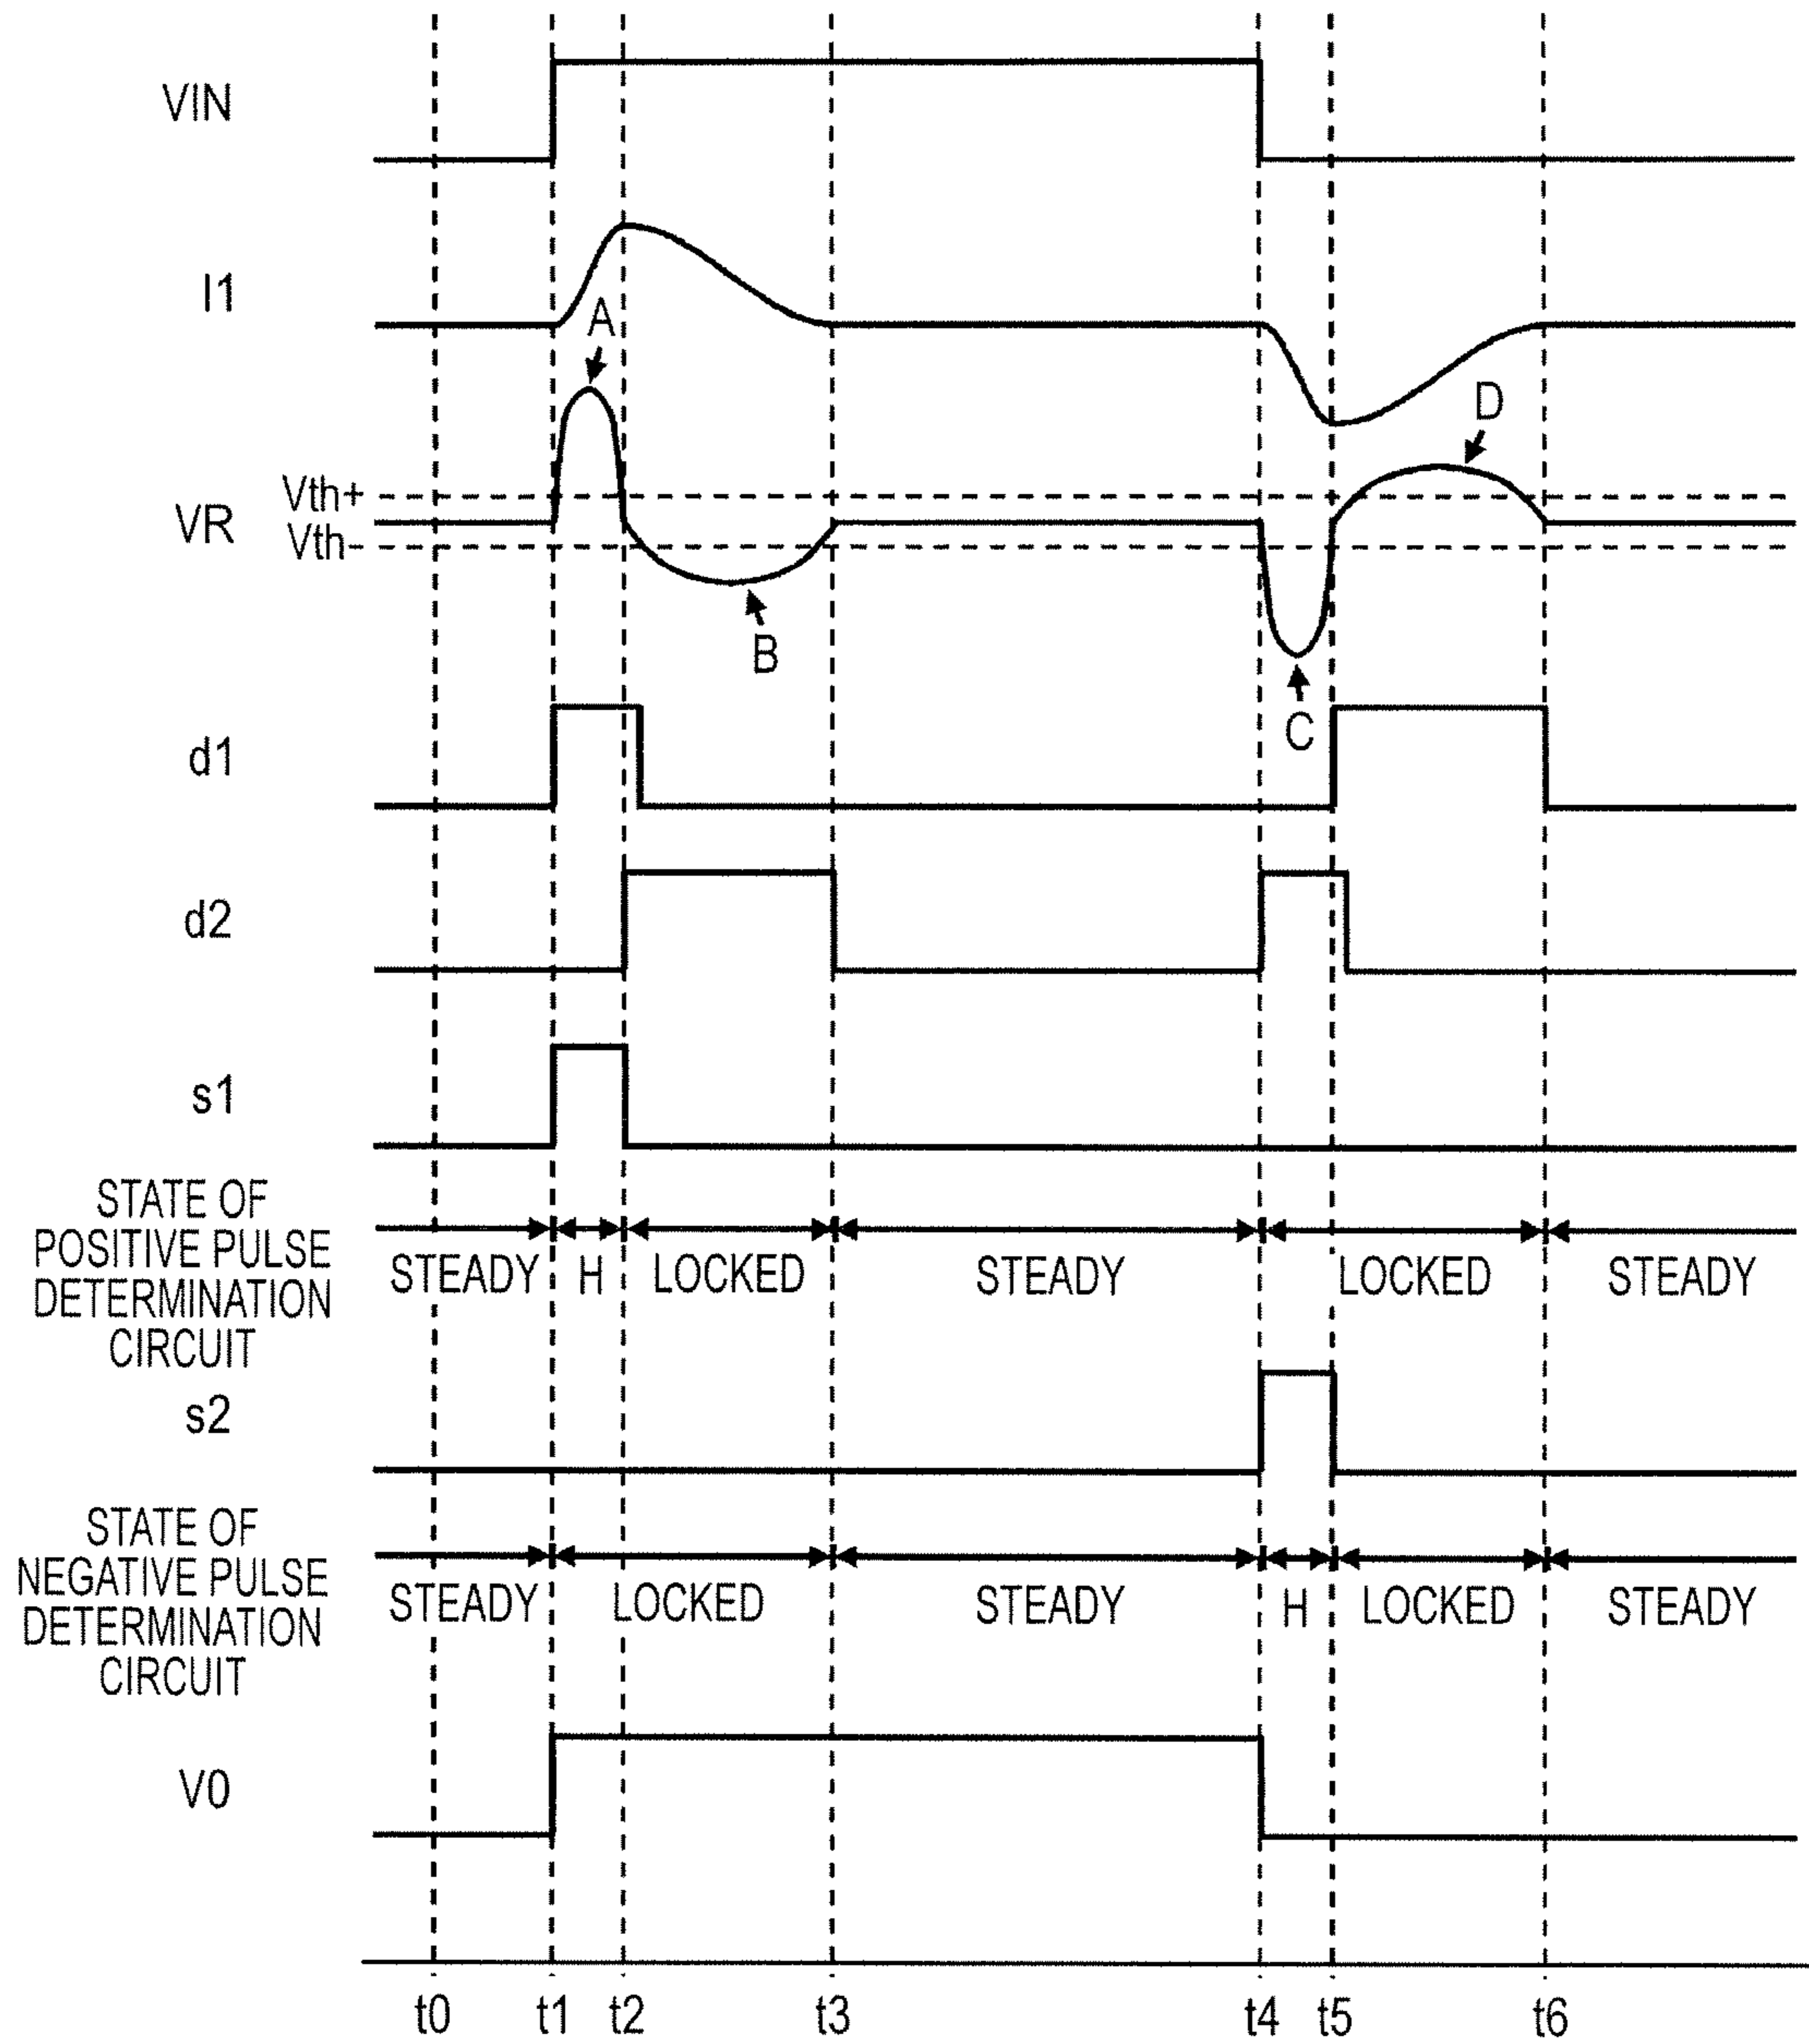 VIN
I1
A
D
Vth+
VR
Vth-
B
C
d1
d2
s1
STATE OF
POSITIVE PULSE
DETERMINATION
CIRCUIT
STEADY H LOCKED STEADY LOCKED STEADY
s2
STATE OF
NEGATIVE PULSE
DETERMINATION
CIRCUIT
STEADY LOCKED STEADY H LOCKED STEADY
V0
t0 t1 t2 t3 t4 t5 t6